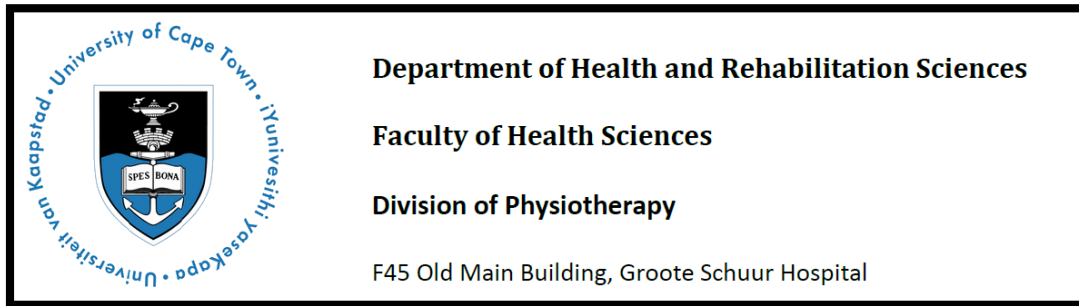 University of Cape Town • iYunivesithi yaseKapa • Universiteit van Kaapstad •
SPES BONA
Department of Health and Rehabilitation Sciences
Faculty of Health Sciences
Division of Physiotherapy
F45 Old Main Building, Groote Schuur Hospital